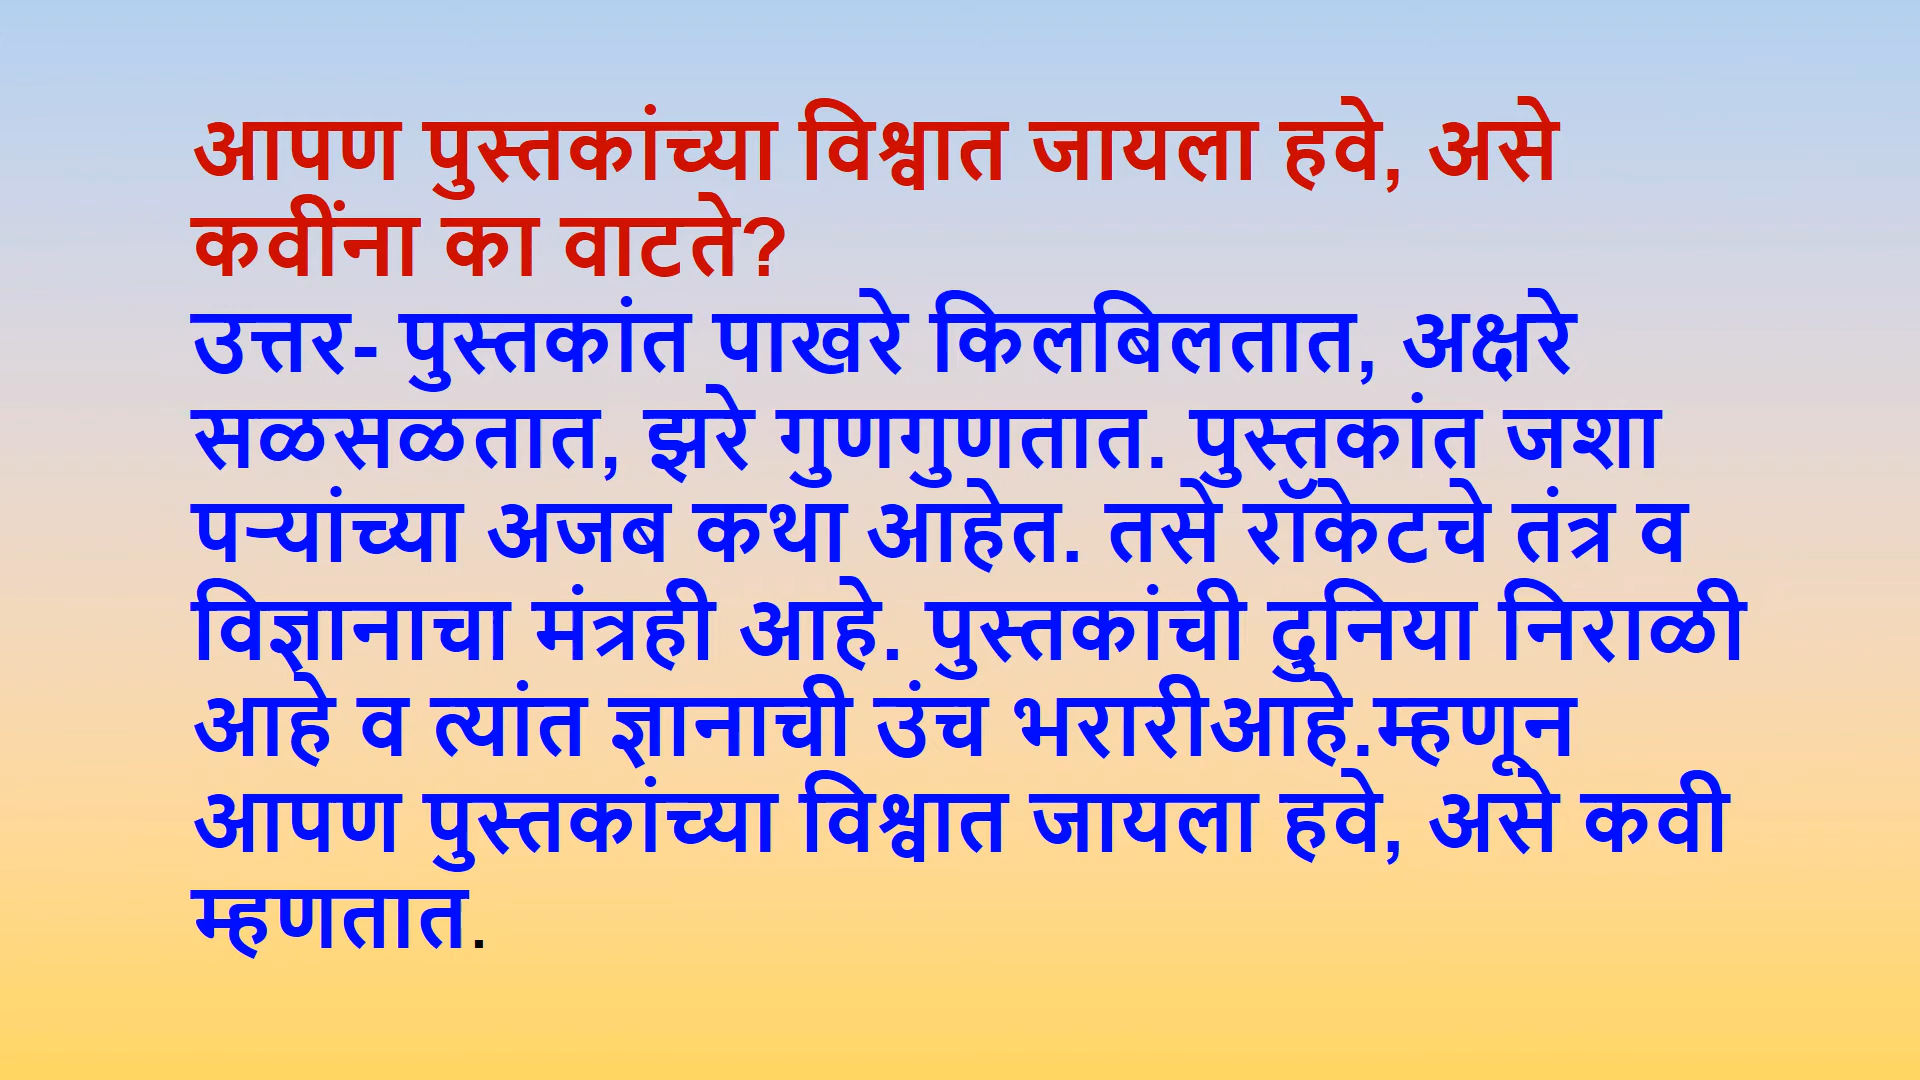 आपण पुस्तकांच्या विश्वात जायला हवे, असे
कवींना का वाटते?
उत्तर- पुस्तकांत पाखरे किलबिलतात, अक्षरे
सळसळतात, झरे गुणगुणतात. पुस्तकांत जशा
पऱ्यांच्या अजब कथा आहेत. तसे रॉकेटचे तंत्र व
विज्ञानाचा मंत्रही आहे. पुस्तकांची दुनिया निराळी
आहे व त्यांत ज्ञानाची उंच भरारीआहे.म्हणून
आपण पुस्तकांच्या विश्वात जायला हवे, असे कवी
म्हणतात.